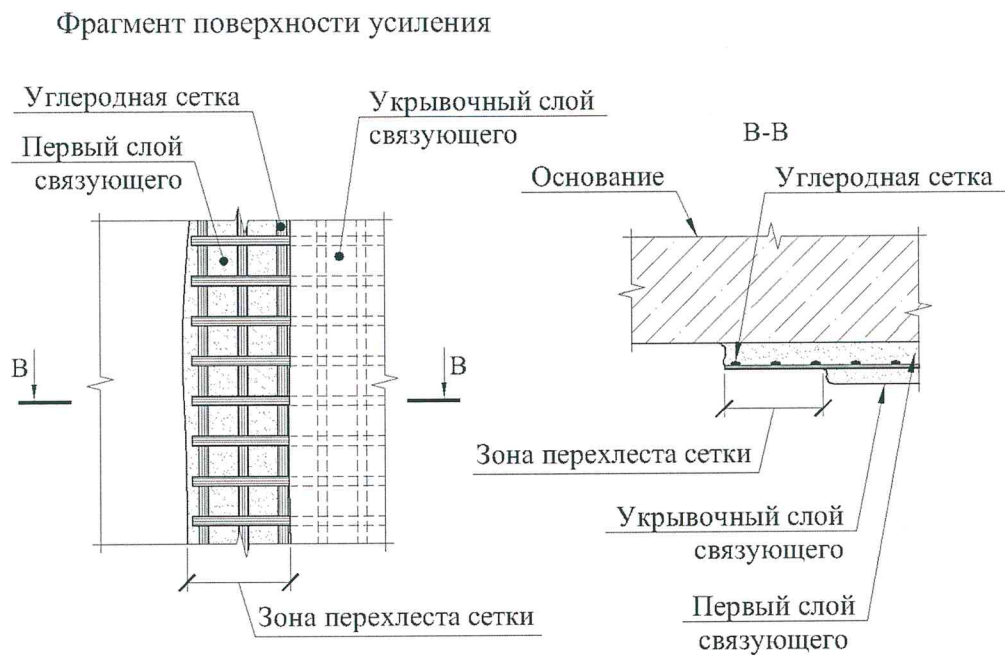 Фрагмент поверхности усиления
Углеродная сетка
Первый слой
связующего
Укрывочный слой
связующего
В
В
Зона перехлеста сетки
В-В
Основание
Углеродная сетка
Зона перехлеста сетки
Укрывочный слой
связующего
Первый слой
связующего